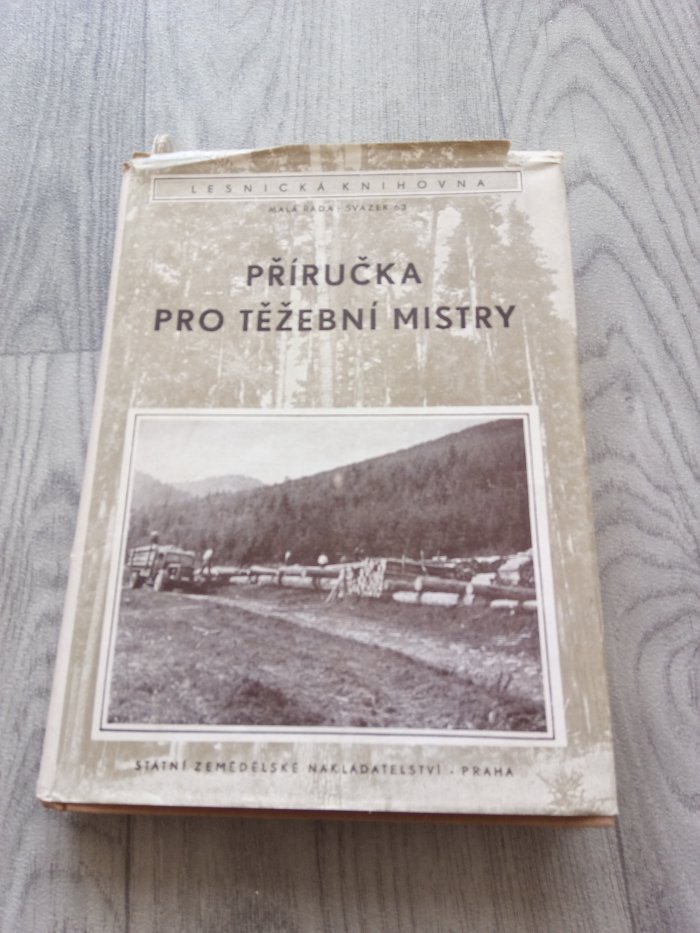 LESNICKÁ KNIHOVNA
MALÁ ŘADA · SVAZEK 63
PŘÍRUČKA
PRO TĚŽEBNÍ MISTRY
STÁTNÍ ZEMĚDĚLSKÉ NAKLADATELSTVÍ · PRAHA